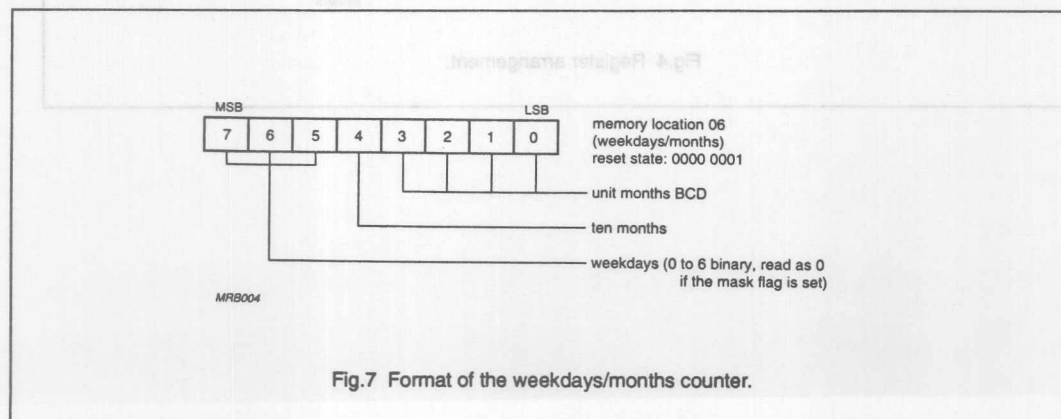 Fig.4 Register arrangement.
MSB
LSB
7 6 5 4 3 2 1 0
memory location 06
(weekdays/months)
reset state: 0000 0001
unit months BCD
ten months
weekdays (0 to 6 binary, read as 0
if the mask flag is set)
MRB004
Fig.7 Format of the weekdays/months counter.